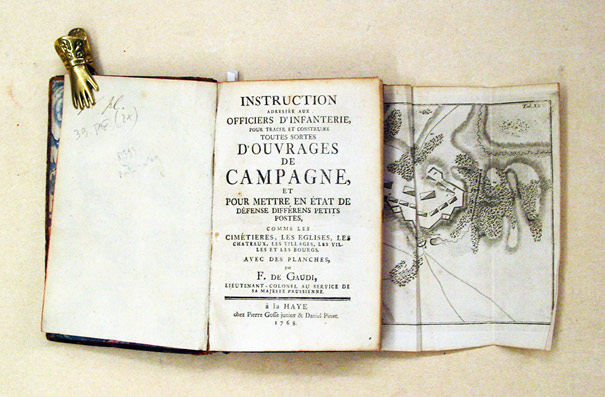 INSTRUCTION
ADRESSÉE AUX
OFFICIERS D'INFANTERIE,
POUR TRACER ET CONSTRUIRE
TOUTES SORTES
D'OUVRAGES
DE
CAMPAGNE,
ET
POUR METTRE EN ÉTAT DE
DÉFENSE DIFFÉRENS PETITS
POSTES,
COMME LES
CIMÉTIERES, LES EGLISES, LES
CHATEAUX, LES VILLAGES, LES VIL-
LES ET LES BOURGS.
AVEC DES PLANCHES,
par
F. DE GAUDI,
LIEUTENANT-COLONEL AU SERVICE DE
SA MAJESTÉ PRUSSIENNE.
à la HAYE
chez Pierre Gosse junior & Daniel Pinet.
1768.